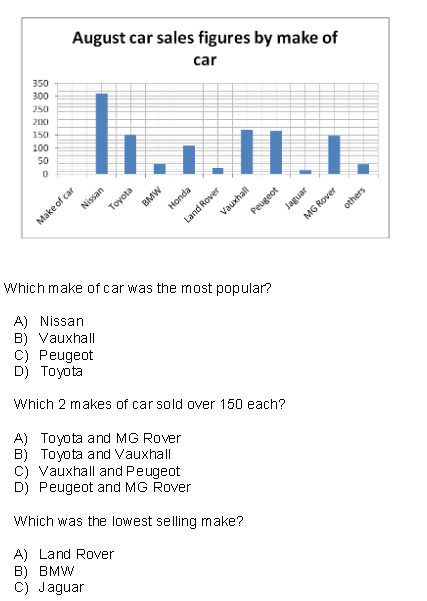 August car sales figures by make of
car
350
300
250
200
150
100
50
0
Make of car
Nissan
Toyota
BMW
Honda
Land Rover
Vauxhall
Peugeot
Jaguar
MG Rover
others
Which make of car was the most popular?
A) Nissan
B) Vauxhall
C) Peugeot
D) Toyota
Which 2 makes of car sold over 150 each?
A) Toyota and MG Rover
B) Toyota and Vauxhall
C) Vauxhall and Peugeot
D) Peugeot and MG Rover
Which was the lowest selling make?
A) Land Rover
B) BMW
C) Jaguar